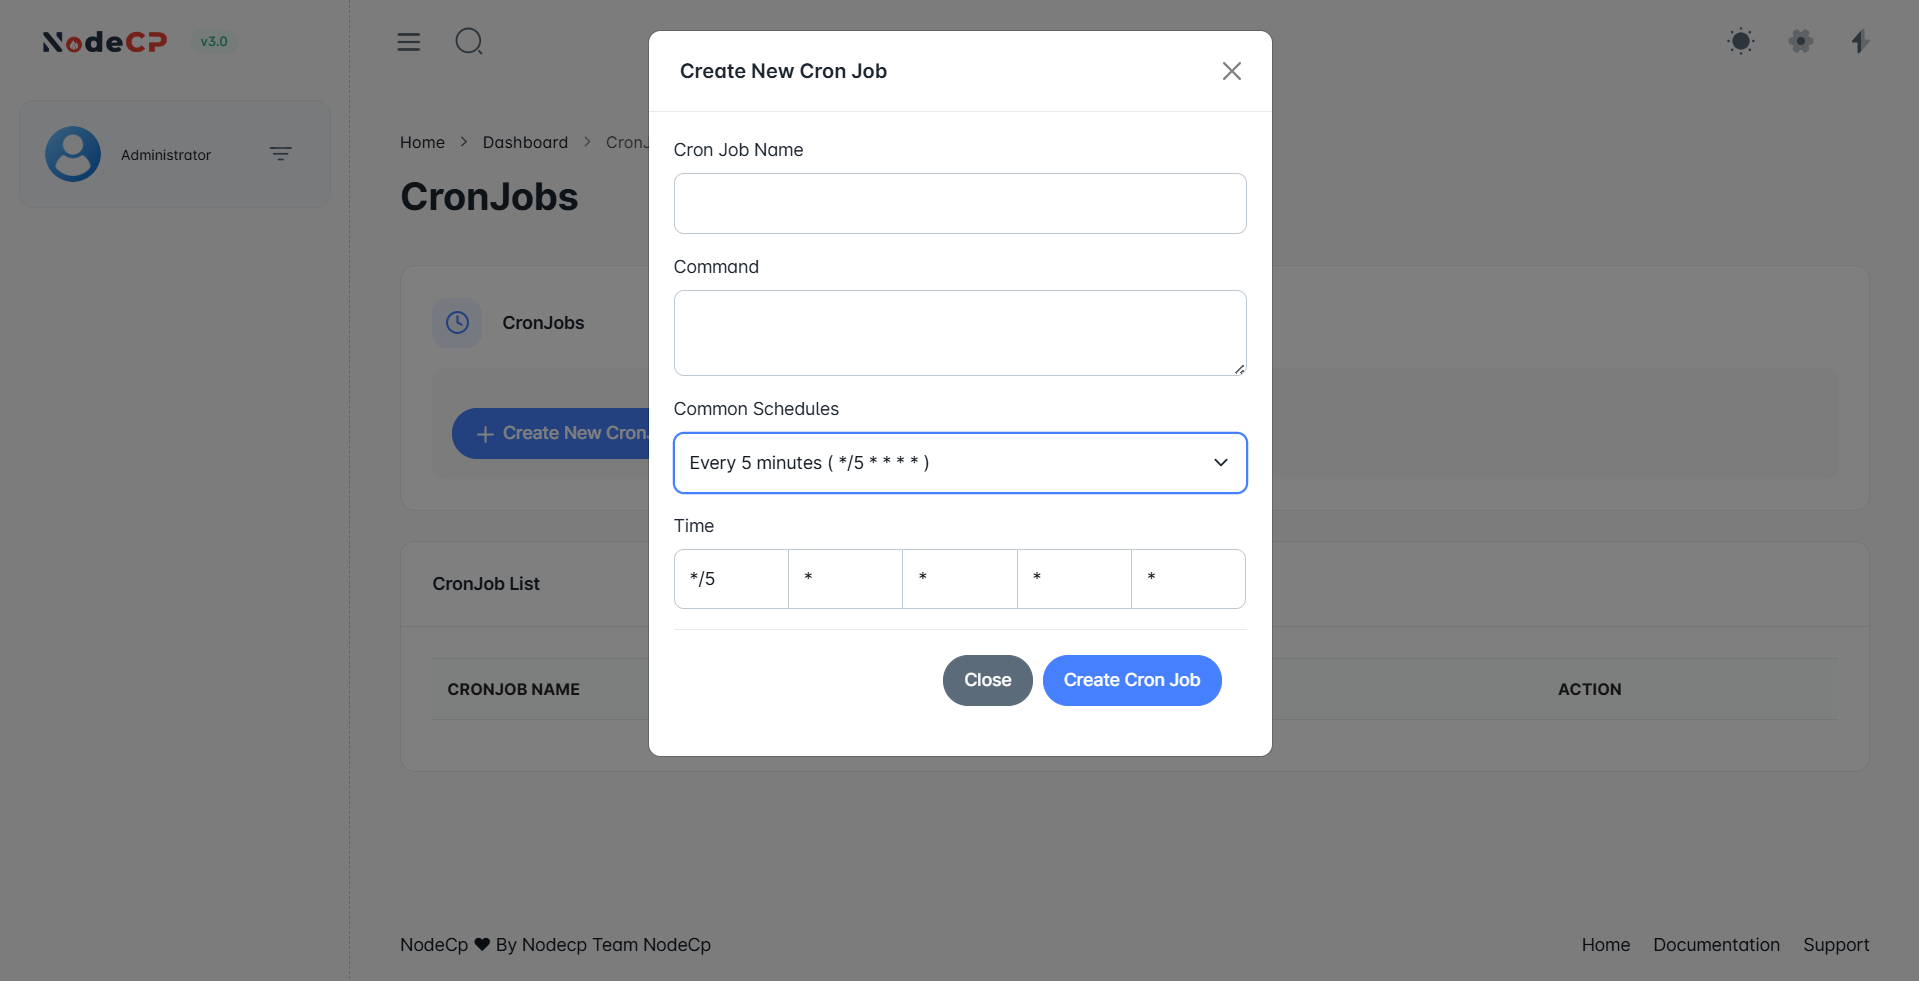 NodeCP v3.0
Administrator
Home > Dashboard > CronJ
CronJobs
CronJobs
+ Create New CronJ
CronJob List
CRONJOB NAME
ACTION
Create New Cron Job
Cron Job Name
Command
Common Schedules
Every 5 minutes ( */5 * * * * )
Time
*/5 * * * *
Close Create Cron Job
NodeCp ❤ By Nodecp Team NodeCp
Home Documentation Support